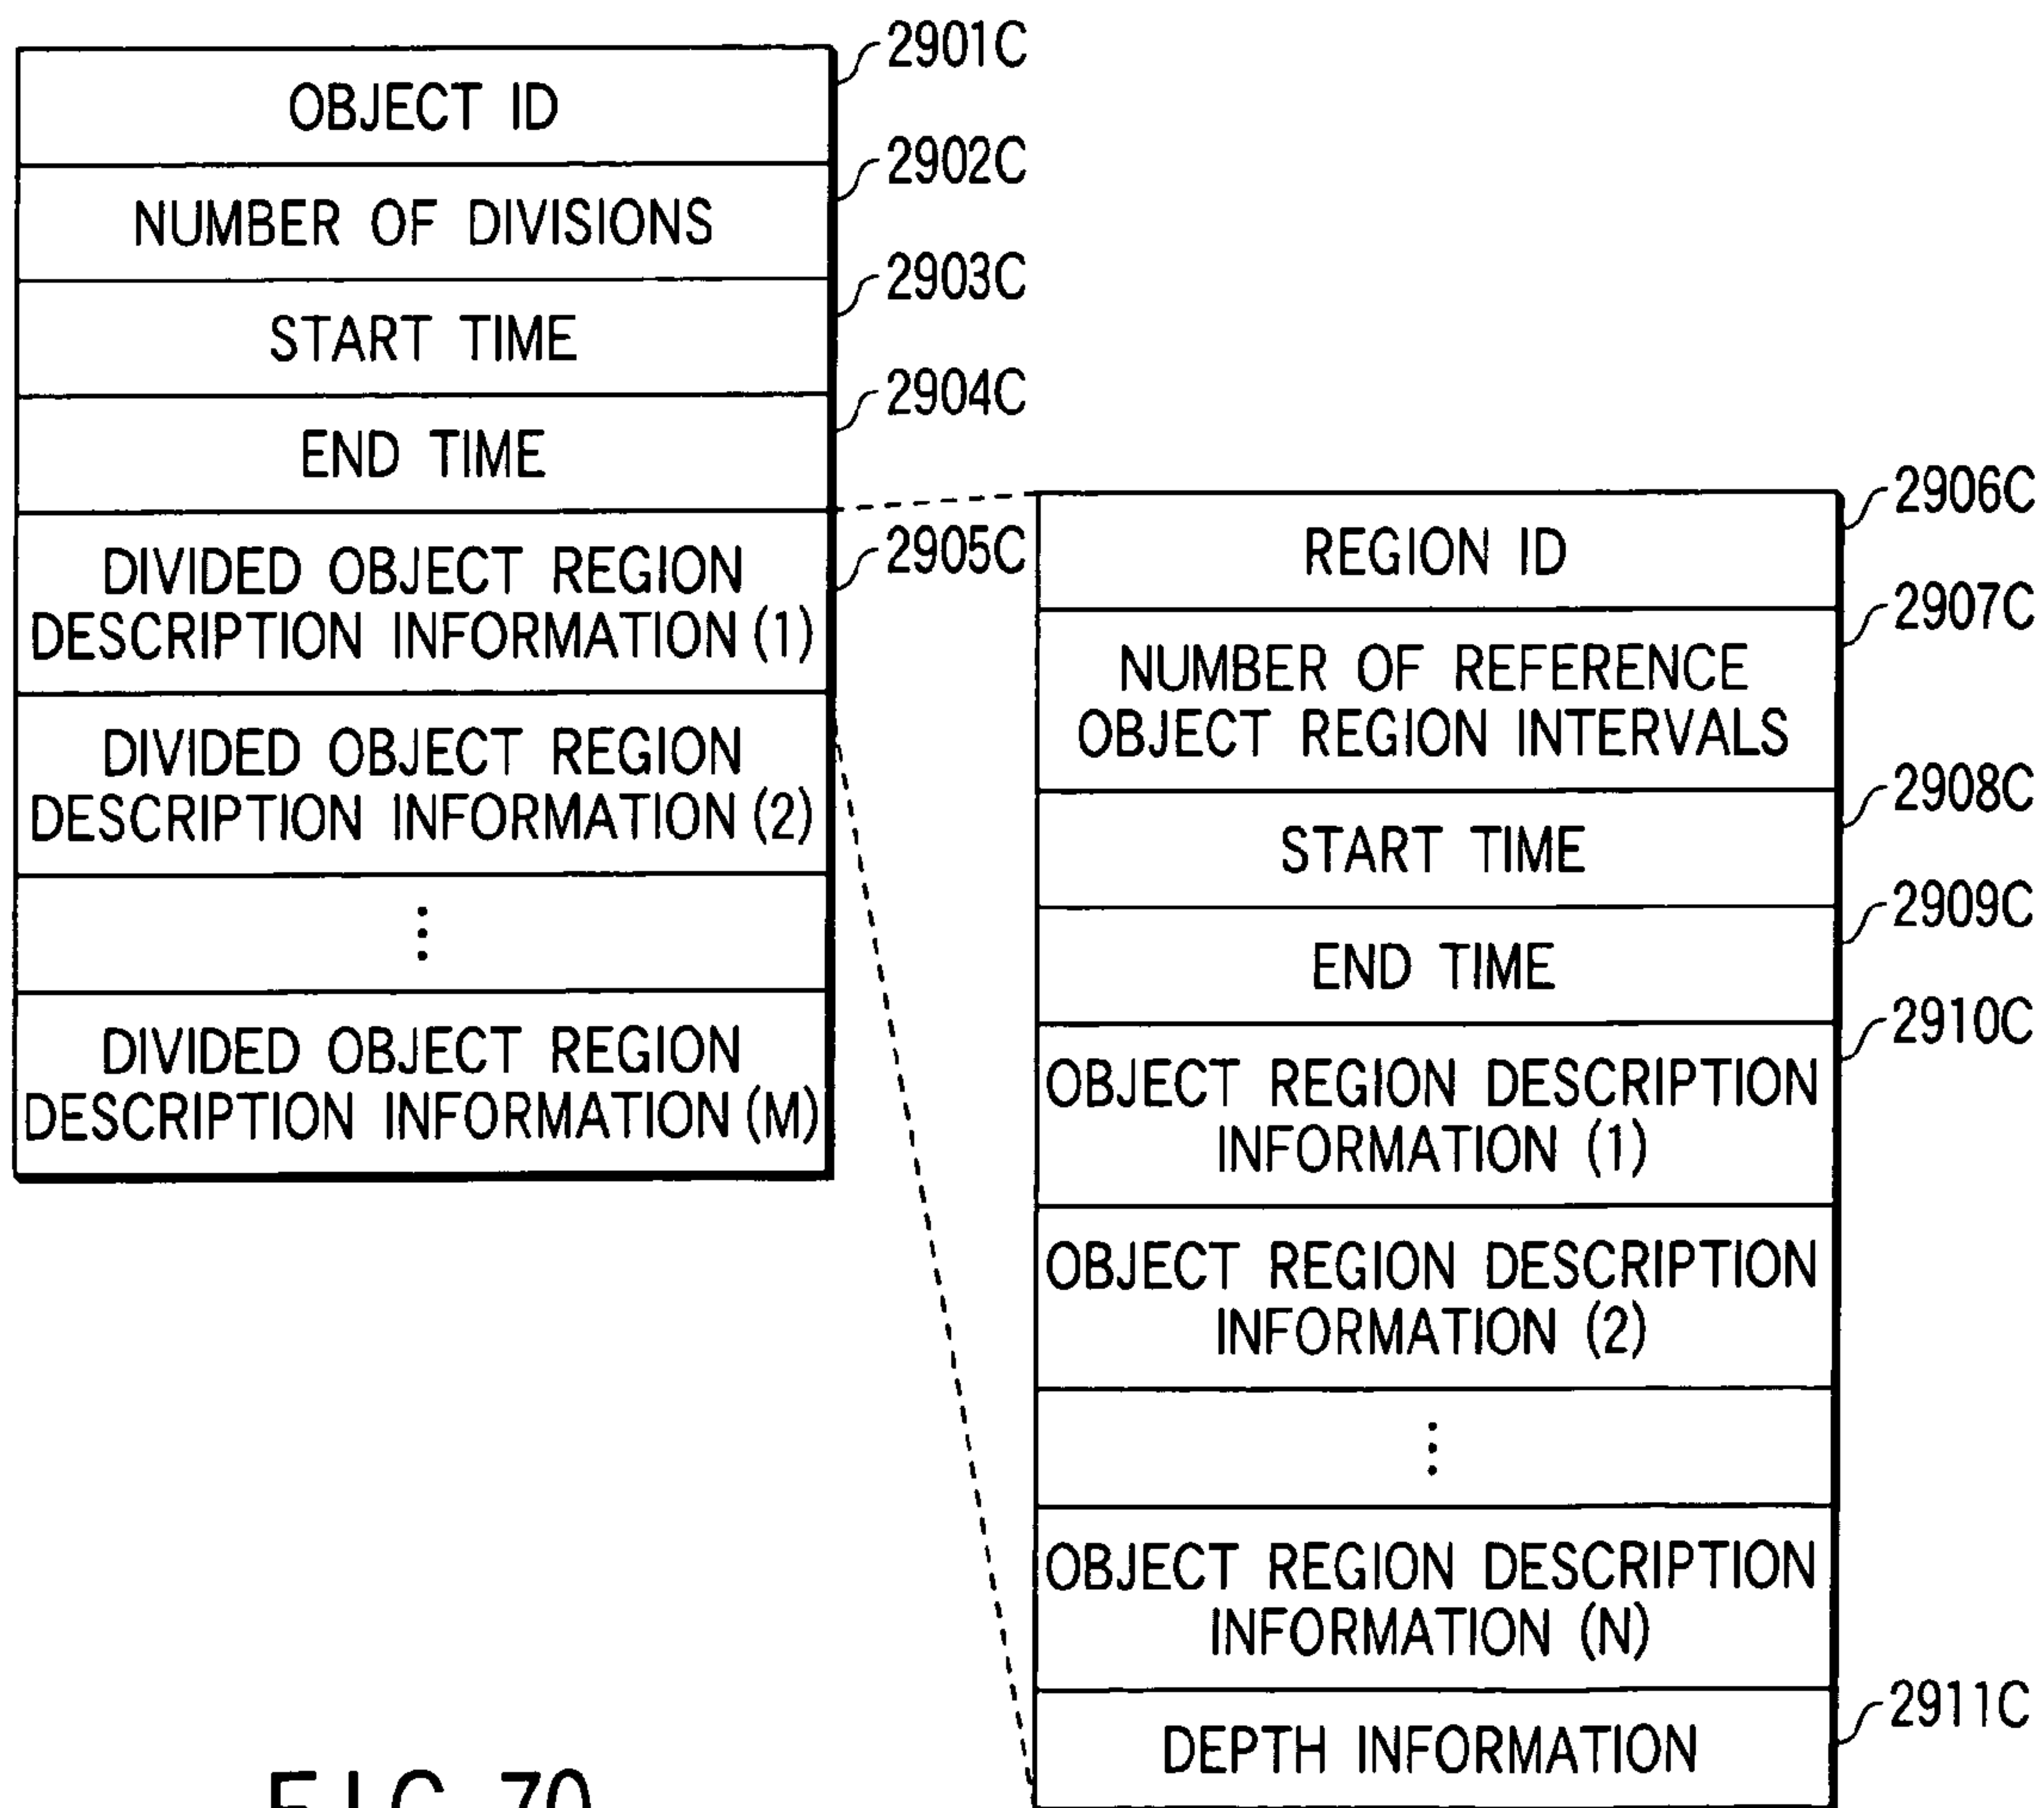 OBJECT ID
2901C
NUMBER OF DIVISIONS
2902C
START TIME
2903C
END TIME
2904C
DIVIDED OBJECT REGION
DESCRIPTION INFORMATION (1)
2905C
DIVIDED OBJECT REGION
DESCRIPTION INFORMATION (2)
⋮
DIVIDED OBJECT REGION
DESCRIPTION INFORMATION (M)
REGION ID
2906C
NUMBER OF REFERENCE
OBJECT REGION INTERVALS
2907C
START TIME
2908C
END TIME
2909C
OBJECT REGION DESCRIPTION
INFORMATION (1)
2910C
OBJECT REGION DESCRIPTION
INFORMATION (2)
⋮
OBJECT REGION DESCRIPTION
INFORMATION (N)
DEPTH INFORMATION
2911C
FIG. 70